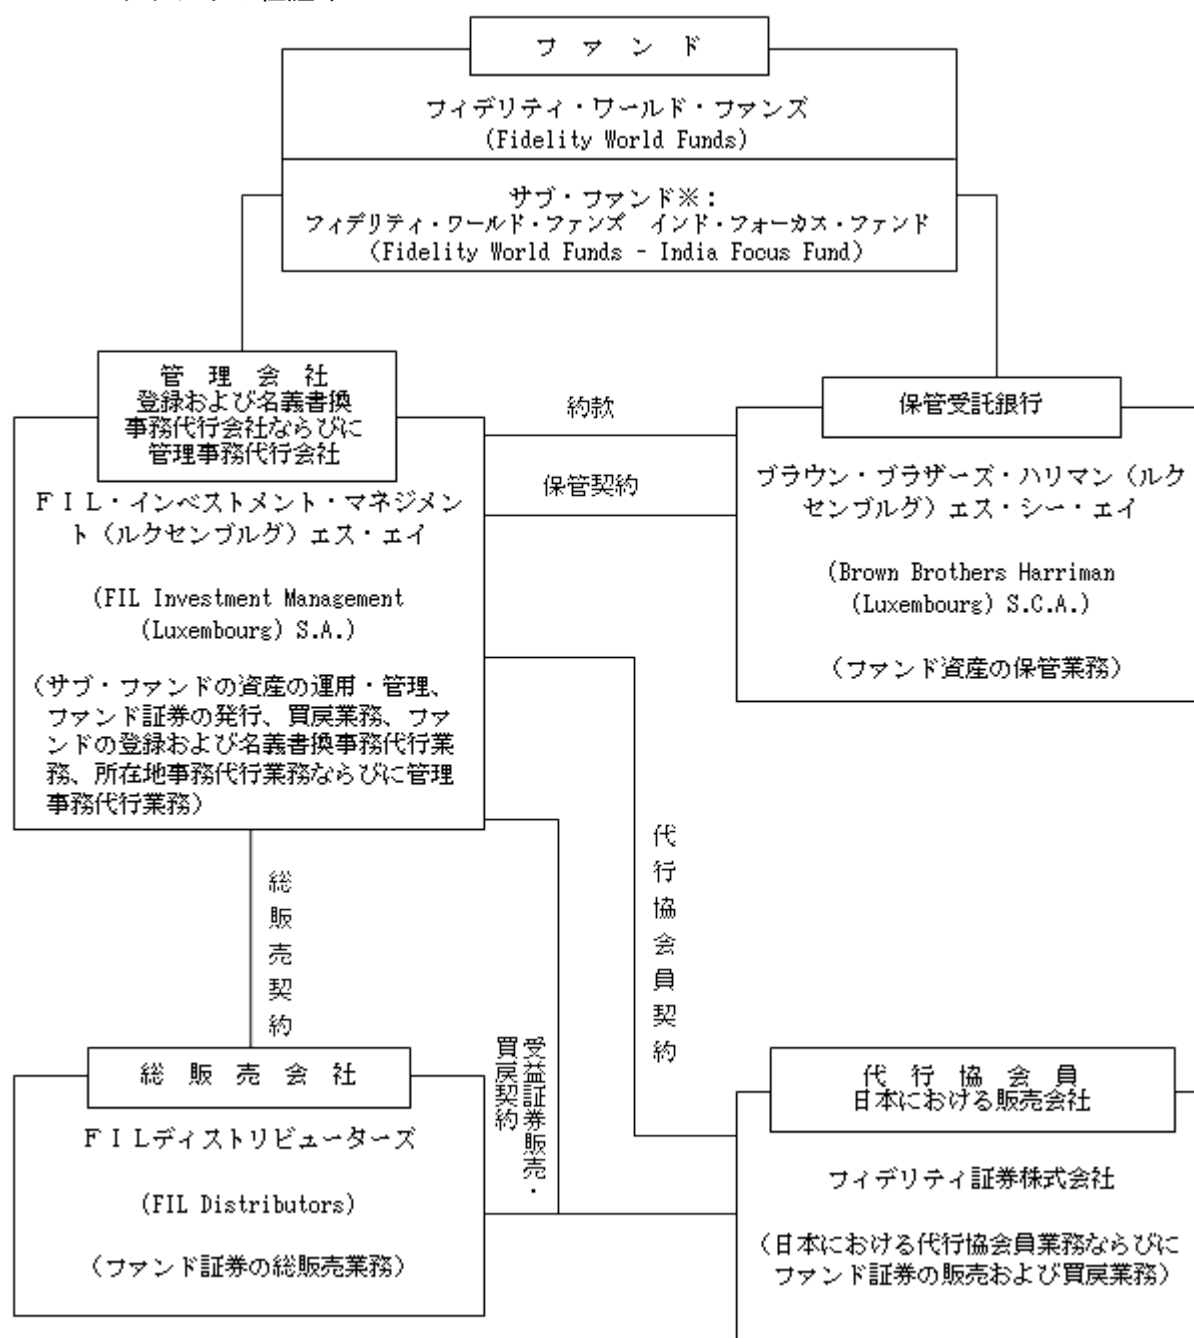 フ ァ ン ド
フィデリティ・ワールド・ファンズ
(Fidelity World Funds)
サブ・ファンド※：
フィデリティ・ワールド・ファンズ　インド・フォーカス・ファンド
(Fidelity World Funds - India Focus Fund)
管 理 会 社
登録および名義書換
事務代行会社ならびに
管理事務代行会社
ＦＩＬ・インベストメント・マネジメン
ト（ルクセンブルグ）エス・エイ
(FIL Investment Management
(Luxembourg) S.A.)
（サブ・ファンドの資産の運用・管理、
ファンド証券の発行、買戻業務、ファ
ンドの登録および名義書換事務代行業
務、所在地事務代行業務ならびに管理
事務代行業務）
約款
保管契約
保管受託銀行
ブラウン・ブラザーズ・ハリマン（ルク
センブルグ）エス・シー・エイ
(Brown Brothers Harriman
(Luxembourg) S.C.A.)
（ファンド資産の保管業務）
総販売契約
代行協会員契約
受益証券販売・
買戻契約
総 販 売 会 社
ＦＩＬディストリビューターズ
(FIL Distributors)
（ファンド証券の総販売業務）
代 行 協 会 員
日本における販売会社
フィデリティ証券株式会社
（日本における代行協会員業務ならびに
ファンド証券の販売および買戻業務）